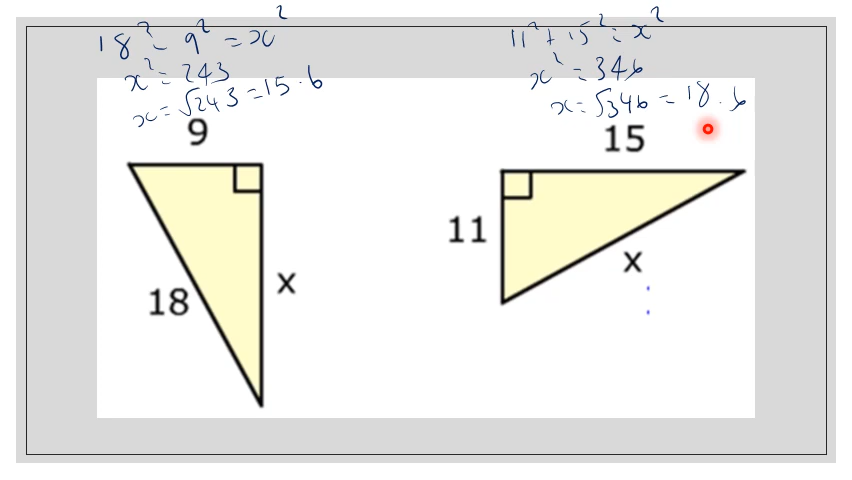 18² - 9² = x²
x² = 243
x = √243 = 15.6
9
18
x
11² + 15² = x²
x² = 346
x = √346 = 18.6
15
11
x